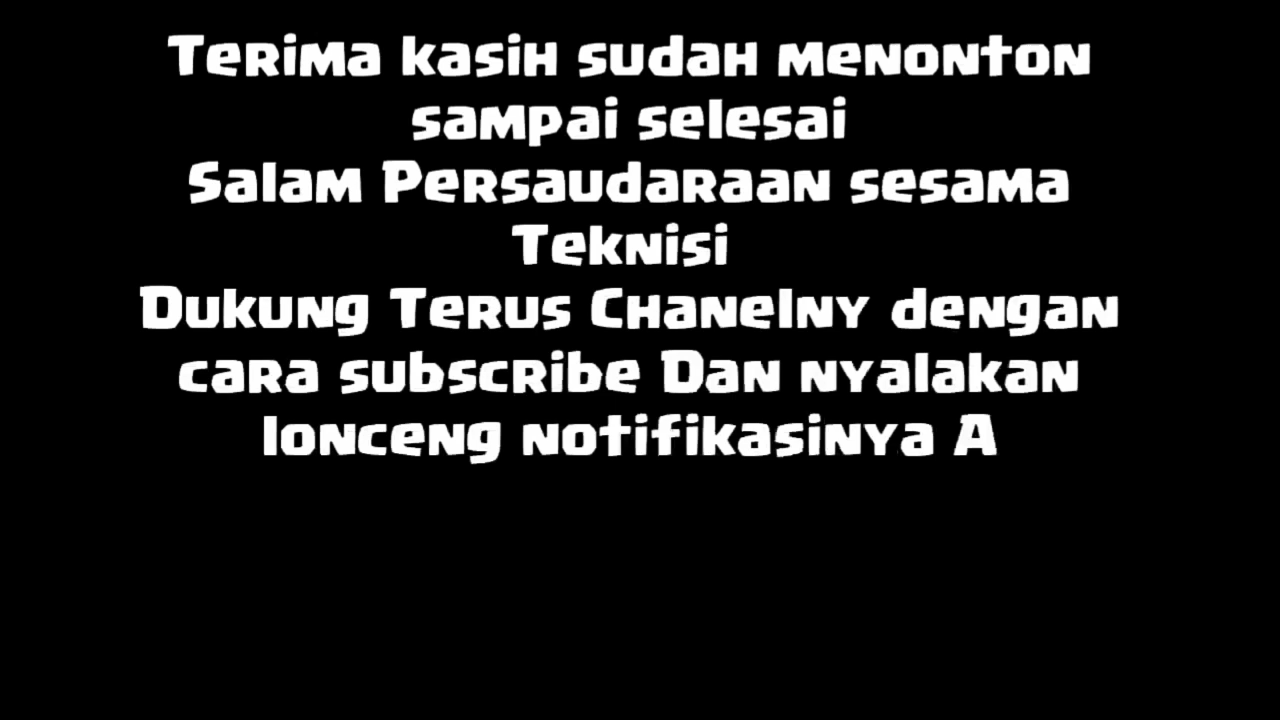 Terima kasih sudah menonton
sampai selesai
Salam Persaudaraan sesama
Teknisi
Dukung Terus Chanelny dengan
cara subscribe Dan nyalakan
lonceng notifikasinya A